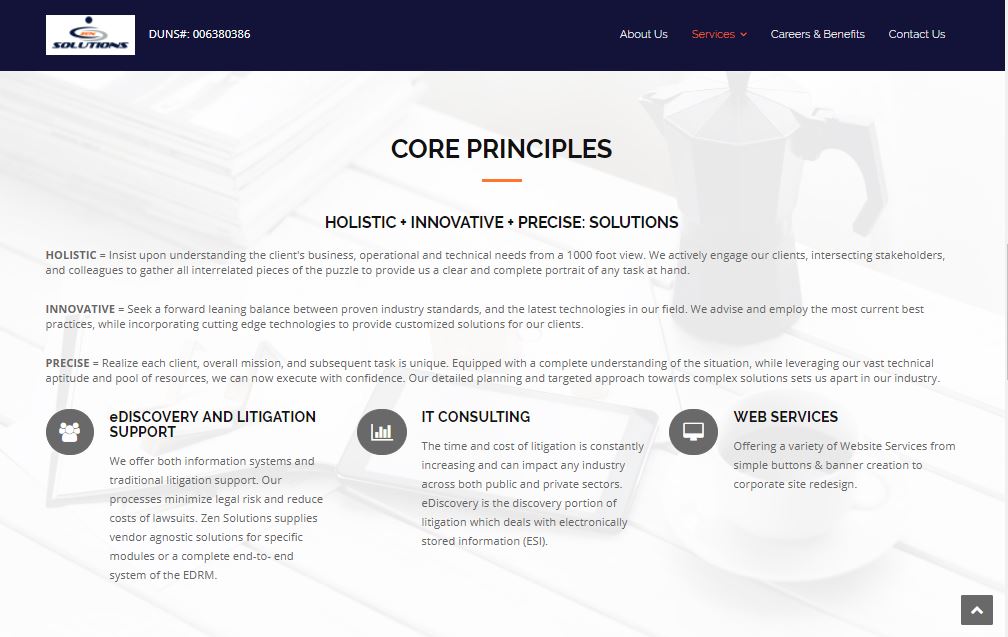 ZEN
SOLUTIONS
DUNS#: 006380386
About Us
Services
Careers & Benefits
Contact Us
CORE PRINCIPLES
HOLISTIC + INNOVATIVE + PRECISE: SOLUTIONS
HOLISTIC = Insist upon understanding the client's business, operational and technical needs from a 1000 foot view. We actively engage our clients, intersecting stakeholders,
and colleagues to gather all interrelated pieces of the puzzle to provide us a clear and complete portrait of any task at hand.
INNOVATIVE = Seek a forward leaning balance between proven industry standards, and the latest technologies in our field. We advise and employ the most current best
practices, while incorporating cutting edge technologies to provide customized solutions for our clients.
PRECISE = Realize each client, overall mission, and subsequent task is unique. Equipped with a complete understanding of the situation, while leveraging our vast technical
aptitude and pool of resources, we can now execute with confidence. Our detailed planning and targeted approach towards complex solutions sets us apart in our industry.
eDISCOVERY AND LITIGATION
SUPPORT
We offer both information systems and
traditional litigation support. Our
processes minimize legal risk and reduce
costs of lawsuits. Zen Solutions supplies
vendor agnostic solutions for specific
modules or a complete end-to- end
system of the EDRM.
IT CONSULTING
The time and cost of litigation is constantly
increasing and can impact any industry
across both public and private sectors.
eDiscovery is the discovery portion of
litigation which deals with electronically
stored information (ESI).
WEB SERVICES
Offering a variety of Website Services from
simple buttons & banner creation to
corporate site redesign.